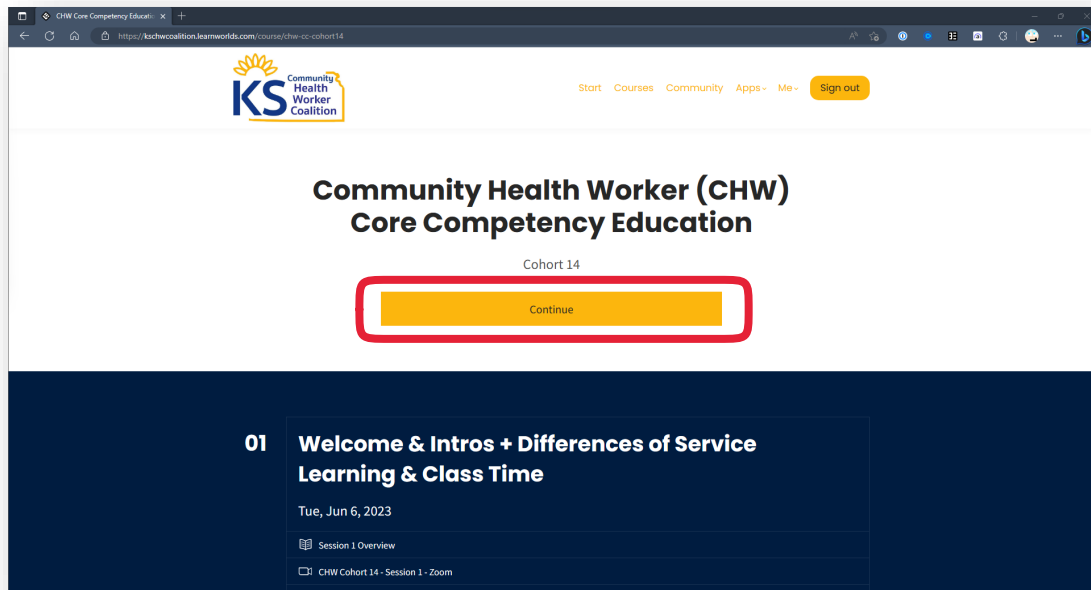 CHW Core Competency Educatio
https://kschwcoalition.learnworlds.com/course/chw-cc-cohort14
KS
Community
Health
Worker
Coalition
Start Courses Community Apps Me Sign out
Community Health Worker (CHW)
Core Competency Education
Cohort 14
Continue
01
Welcome & Intros + Differences of Service
Learning & Class Time
Tue, Jun 6, 2023
Session 1 Overview
CHW Cohort 14 - Session 1 - Zoom